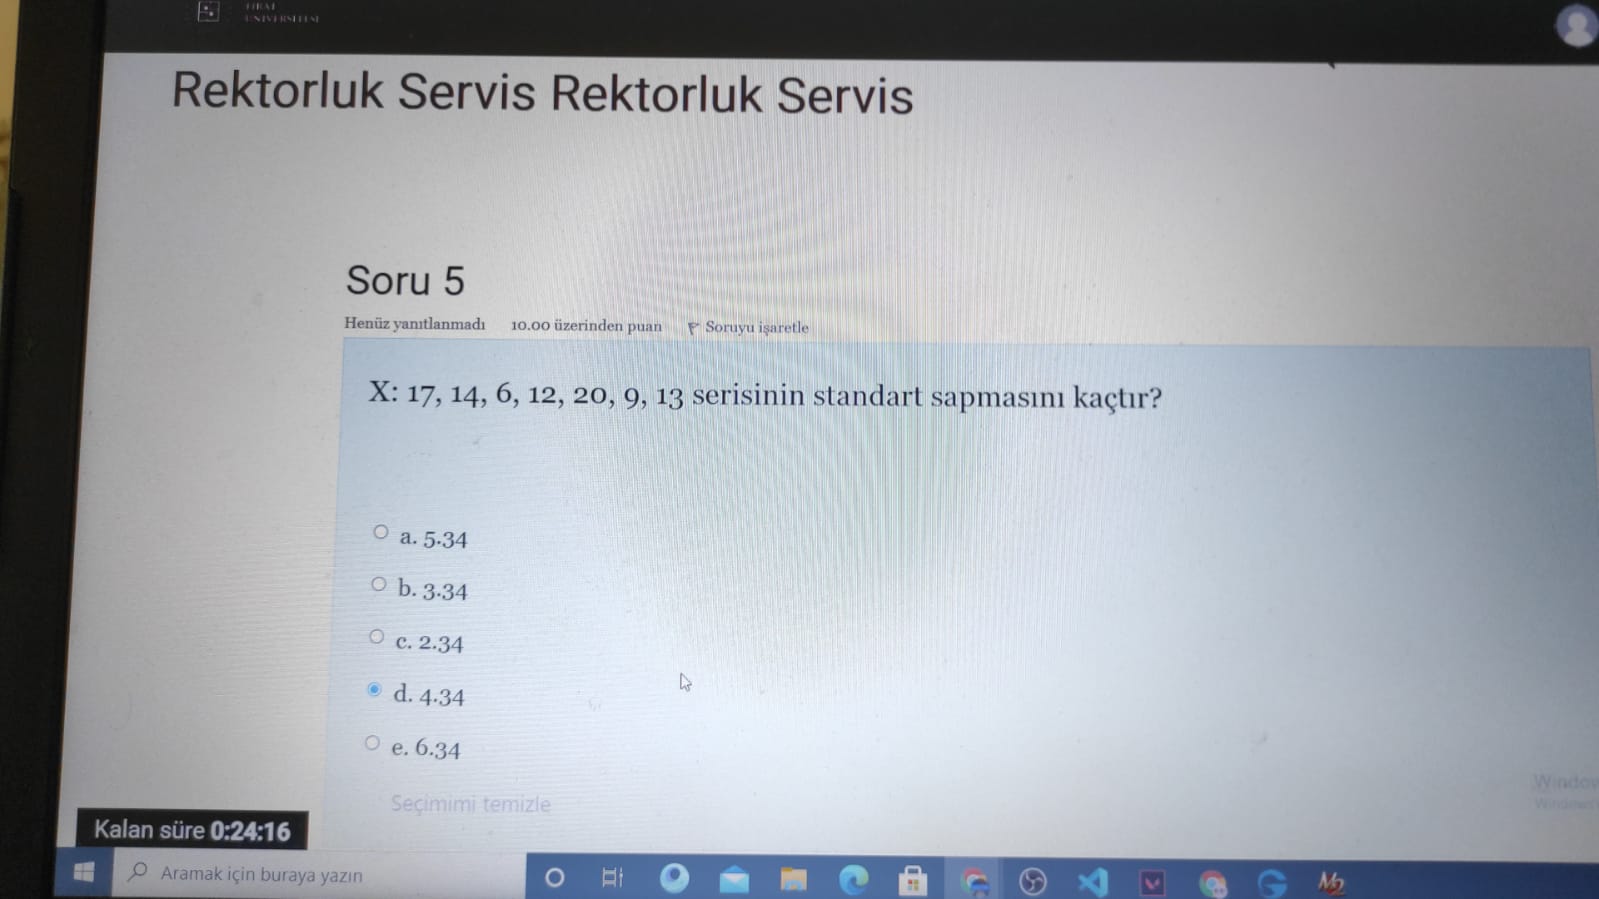 FIRAT
ÜNİVERSİTESİ
Rektorluk Servis Rektorluk Servis
Soru 5
Henüz yanıtlanmadı 10.00 üzerinden puan Soruyu işaretle
X: 17, 14, 6, 12, 20, 9, 13 serisinin standart sapmasını kaçtır?
a. 5.34
b. 3.34
c. 2.34
d. 4.34
e. 6.34
Seçimimi temizle
Kalan süre 0:24:16
Aramak için buraya yazın